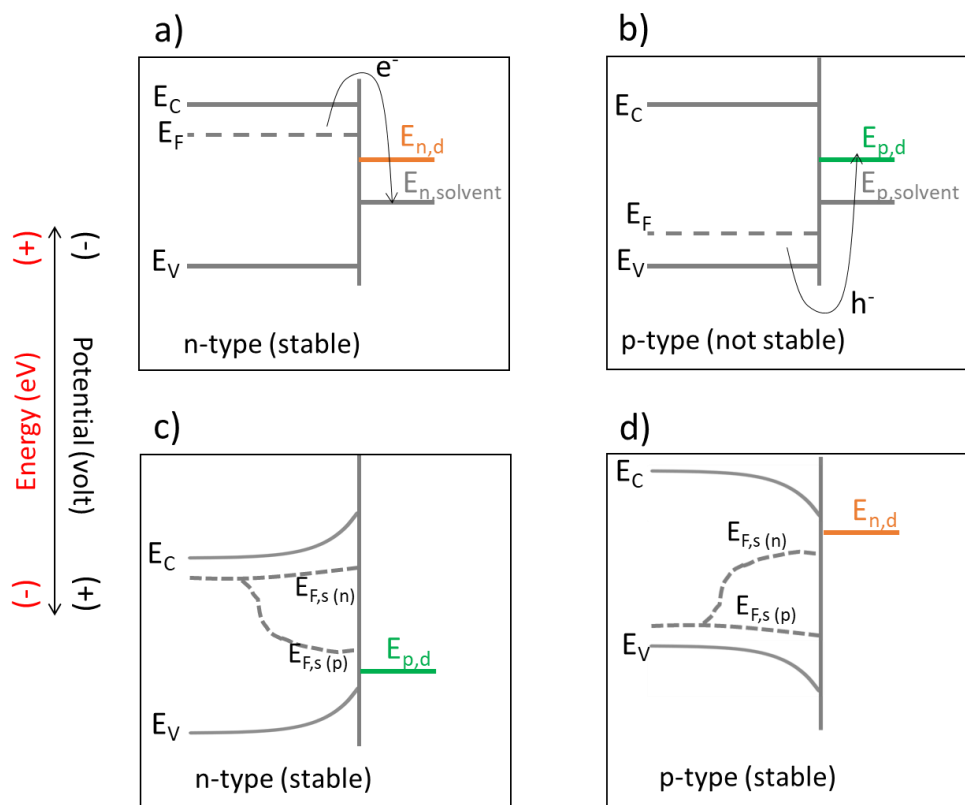 a)
e⁻
E_C
E_F
E_n,d
E_n,solvent
E_V
n-type (stable)
b)
E_C
E_p,d
E_p,solvent
E_F
E_V
h⁻
p-type (not stable)
(+) (-)
Energy (eV)
Potential (volt)
(-) (+)
c)
E_C
E_F,s (n)
E_F,s (p)
E_p,d
E_V
n-type (stable)
d)
E_C
E_n,d
E_F,s (n)
E_F,s (p)
E_V
p-type (stable)